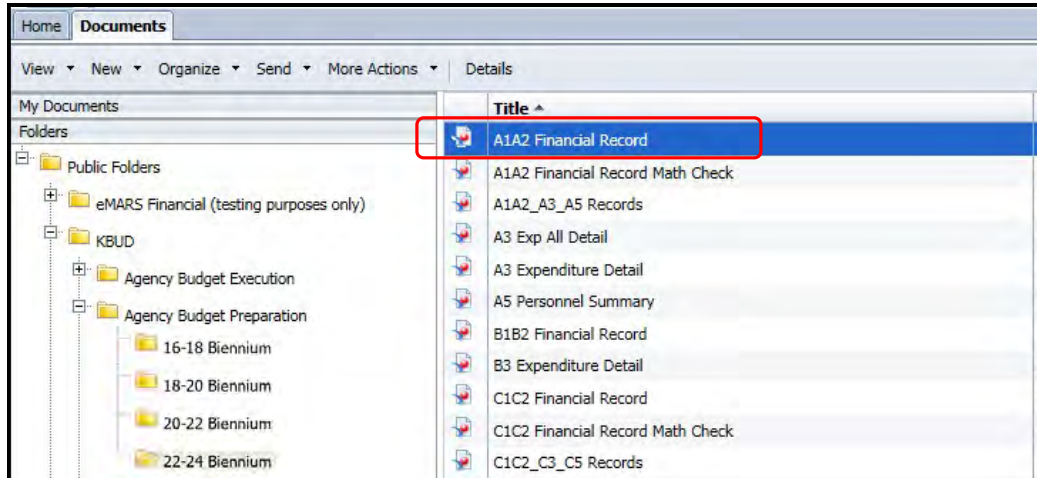 Home Documents
View New Organize Send More Actions Details
My Documents
Folders
Public Folders
eMARS Financial (testing purposes only)
KBUD
Agency Budget Execution
Agency Budget Preparation
16-18 Biennium
18-20 Biennium
20-22 Biennium
22-24 Biennium
Title
A1A2 Financial Record
A1A2 Financial Record Math Check
A1A2_A3_A5 Records
A3 Exp All Detail
A3 Expenditure Detail
A5 Personnel Summary
B1B2 Financial Record
B3 Expenditure Detail
C1C2 Financial Record
C1C2 Financial Record Math Check
C1C2_C3_C5 Records